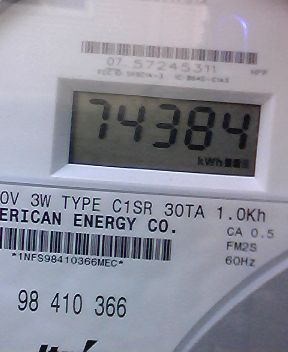 07 57245371
74384
kWh
0V 3W TYPE C1SR 30TA 1.0Kh
ERICAN ENERGY CO.
CA 0.5
FM2S
*1NFS98410366MEC*
60Hz
98 410 366